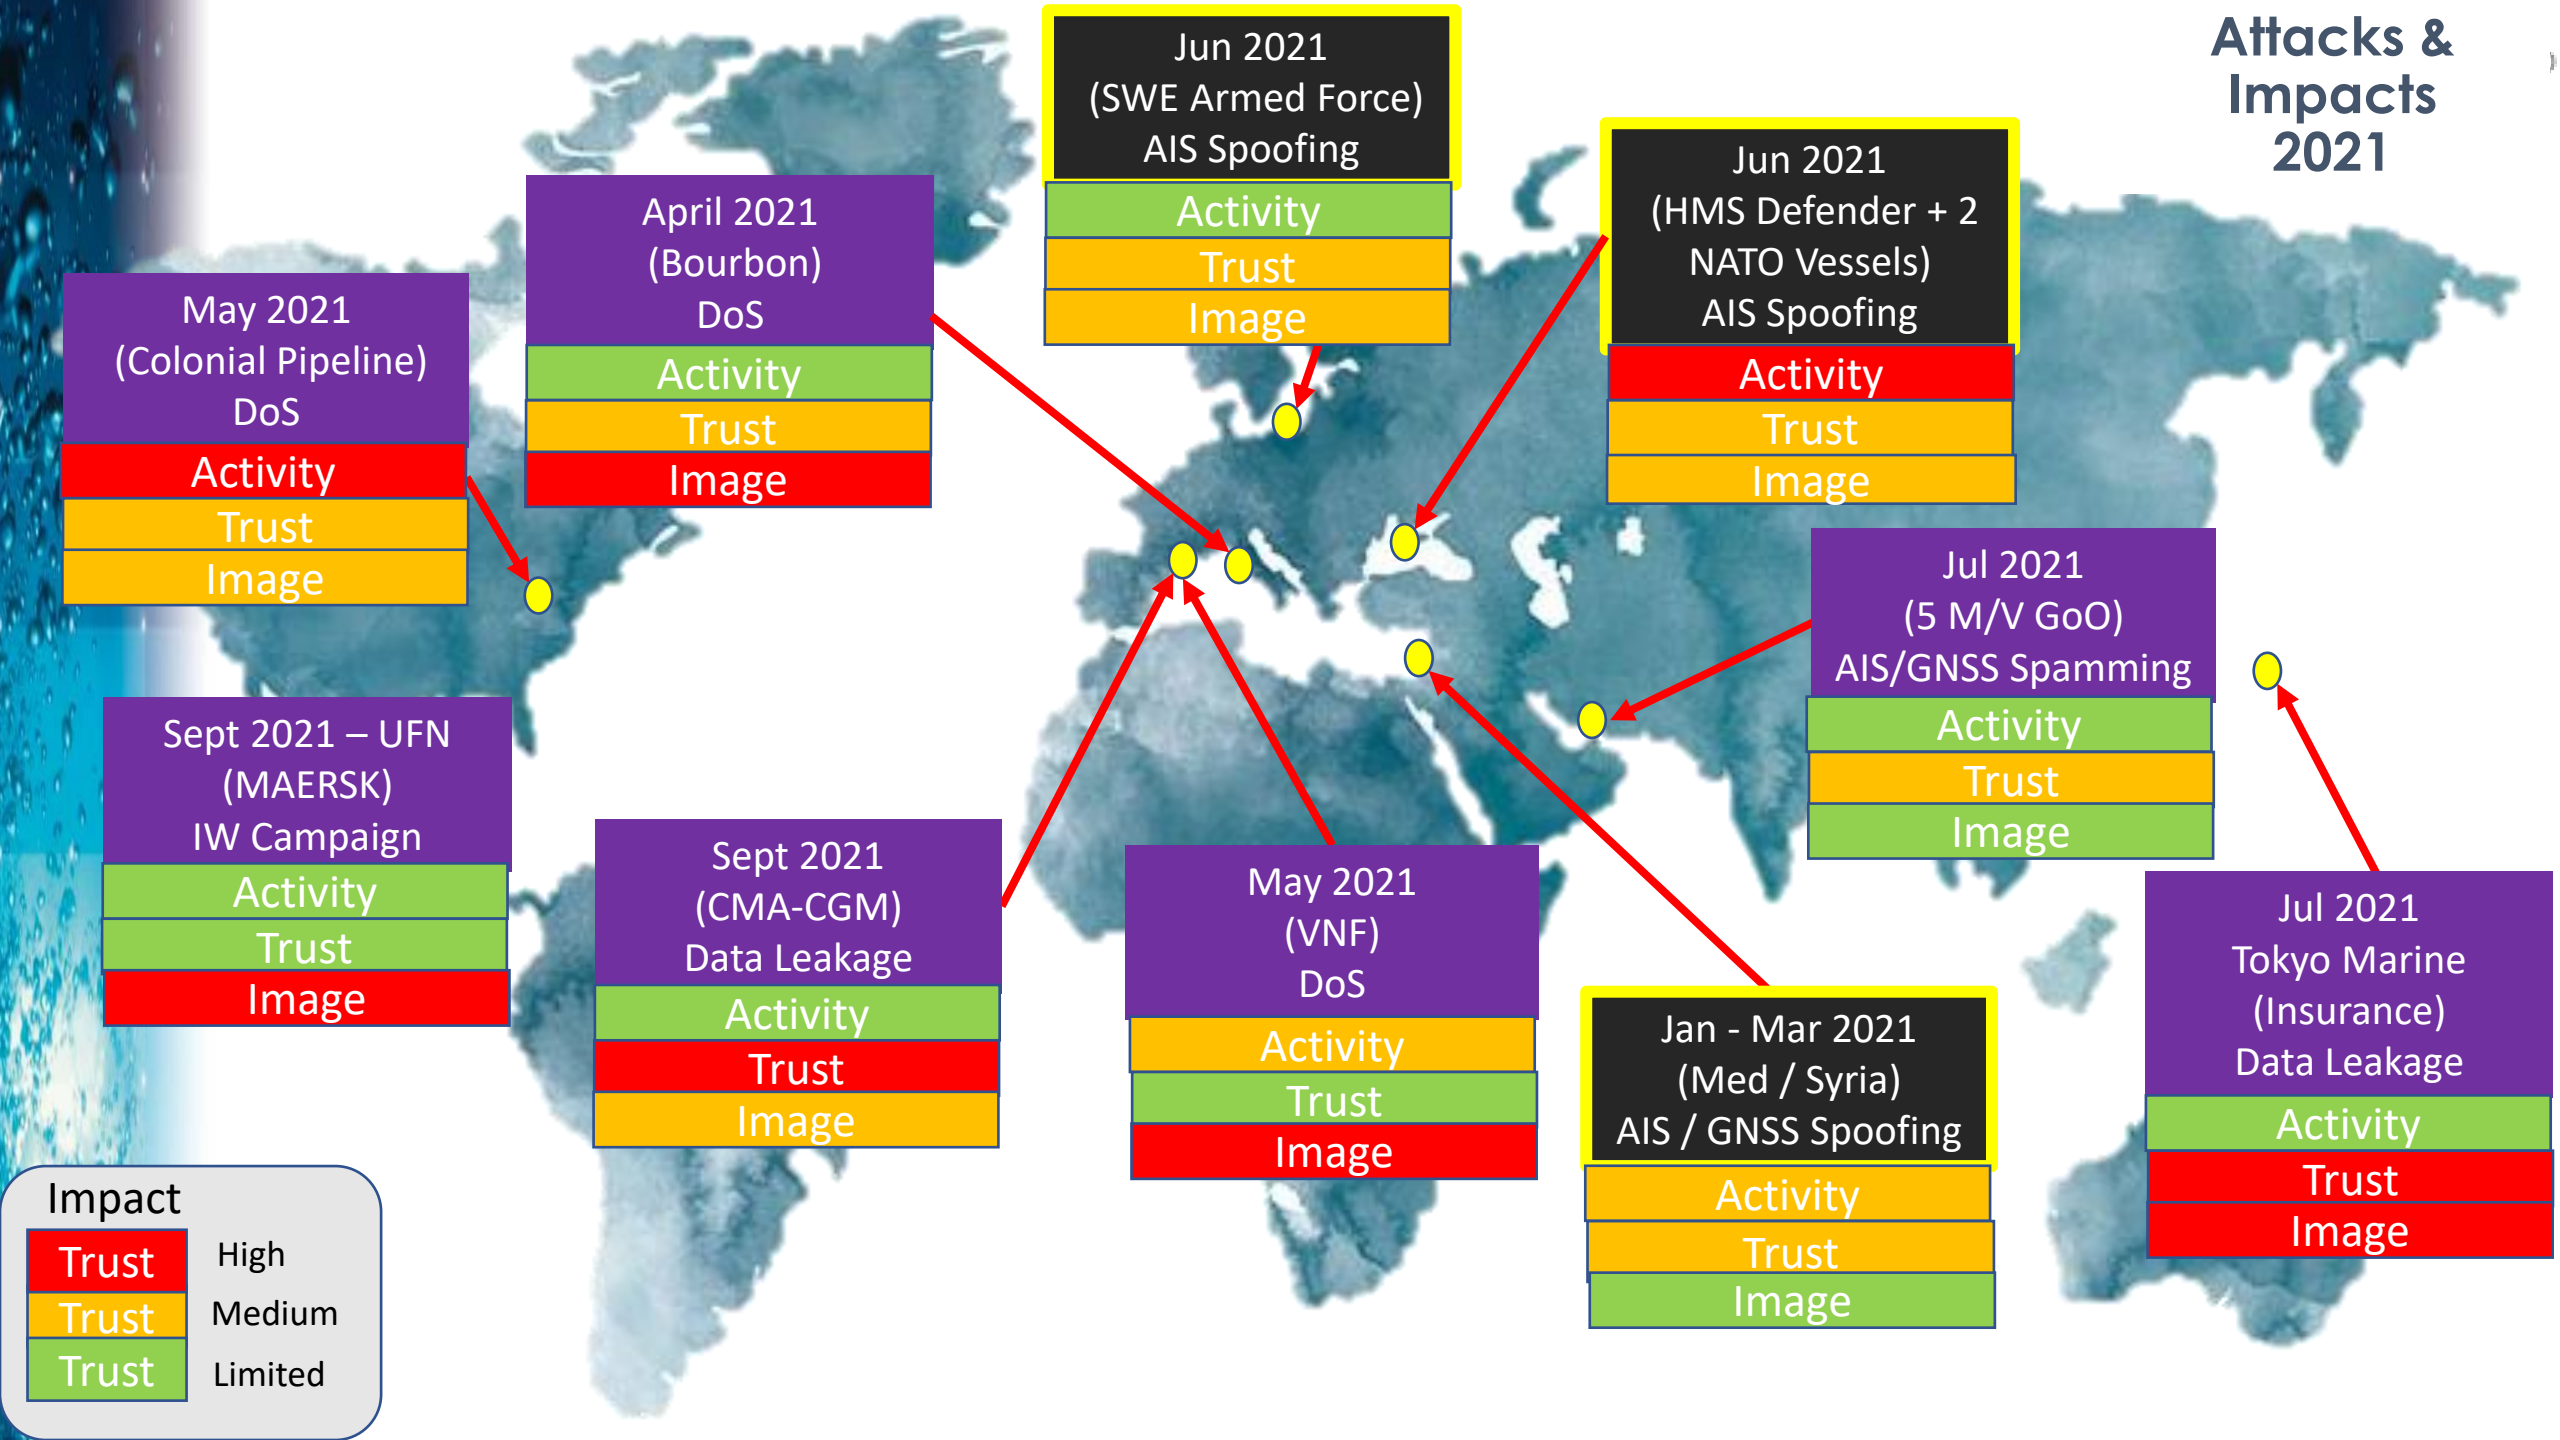 Attacks &
Impacts
2021
Jun 2021
(SWE Armed Force)
AIS Spoofing
Activity
Trust
Image
Jun 2021
(HMS Defender + 2
NATO Vessels)
AIS Spoofing
Activity
Trust
Image
April 2021
(Bourbon)
DoS
Activity
Trust
Image
May 2021
(Colonial Pipeline)
DoS
Activity
Trust
Image
Jul 2021
(5 M/V GoO)
AIS/GNSS Spamming
Activity
Trust
Image
Sept 2021 – UFN
(MAERSK)
IW Campaign
Activity
Trust
Image
Sept 2021
(CMA-CGM)
Data Leakage
Activity
Trust
Image
May 2021
(VNF)
DoS
Activity
Trust
Image
Jan - Mar 2021
(Med / Syria)
AIS / GNSS Spoofing
Activity
Trust
Image
Jul 2021
Tokyo Marine
(Insurance)
Data Leakage
Activity
Trust
Image
Impact
Trust High
Trust Medium
Trust Limited